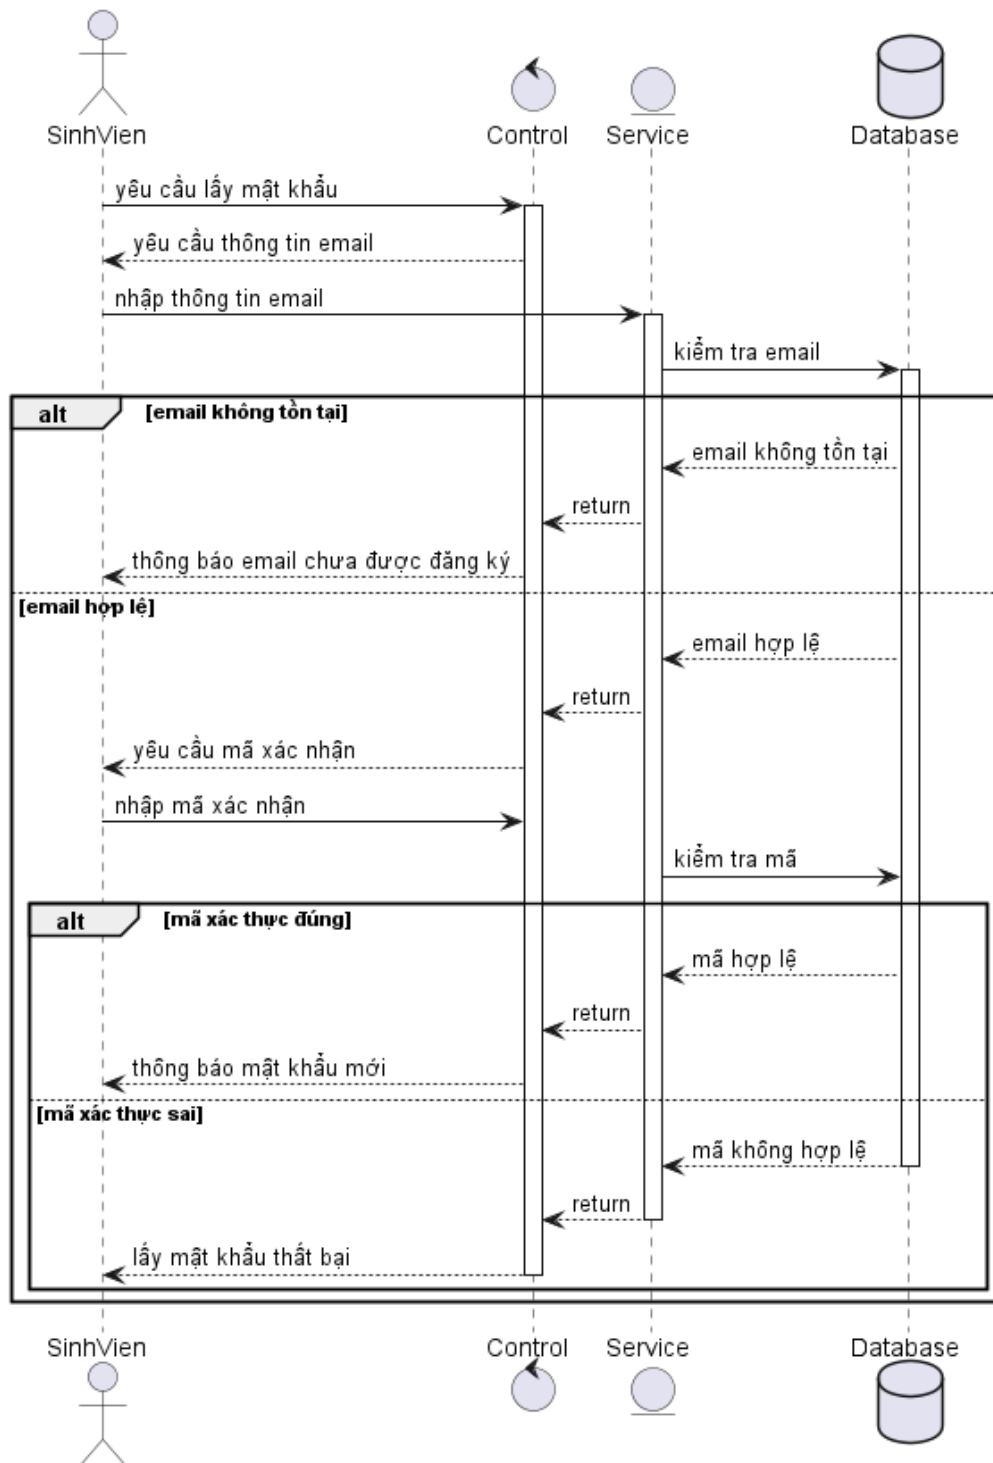 SinhVien
Control
Service
Database
yêu cầu lấy mật khẩu
yêu cầu thông tin email
nhập thông tin email
kiểm tra email
alt
[email không tồn tại]
email không tồn tại
return
thông báo email chưa được đăng ký
[email hợp lệ]
email hợp lệ
return
yêu cầu mã xác nhận
nhập mã xác nhận
kiểm tra mã
alt
[mã xác thực đúng]
mã hợp lệ
return
thông báo mật khẩu mới
[mã xác thực sai]
mã không hợp lệ
return
lấy mật khẩu thất bại
SinhVien
Control
Service
Database